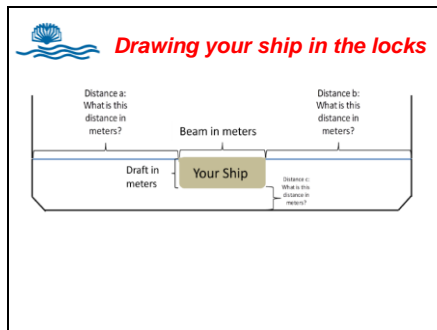 Drawing your ship in the locks
Distance a:
What is this
distance in
meters?
Distance b:
What is this
distance in
meters?
Beam in meters
Draft in
meters
Your Ship
Distance c:
What is this
distance in
meters?